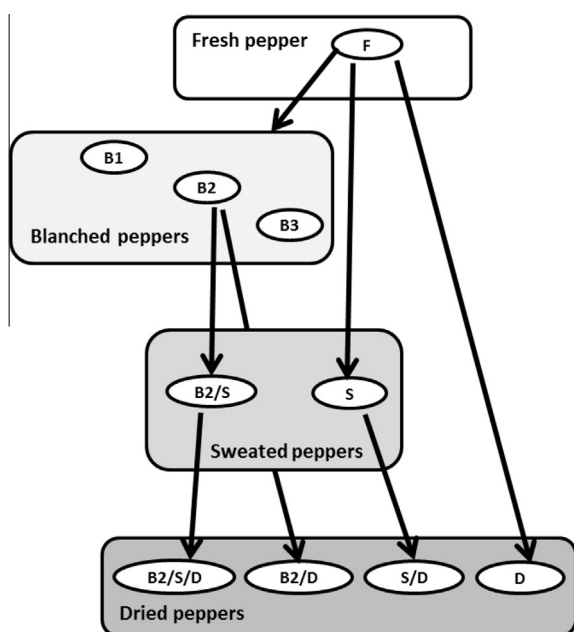 Fresh pepper
F
B1
B2
B3
Blanched peppers
B2/S
S
Sweated peppers
B2/S/D
B2/D
S/D
D
Dried peppers